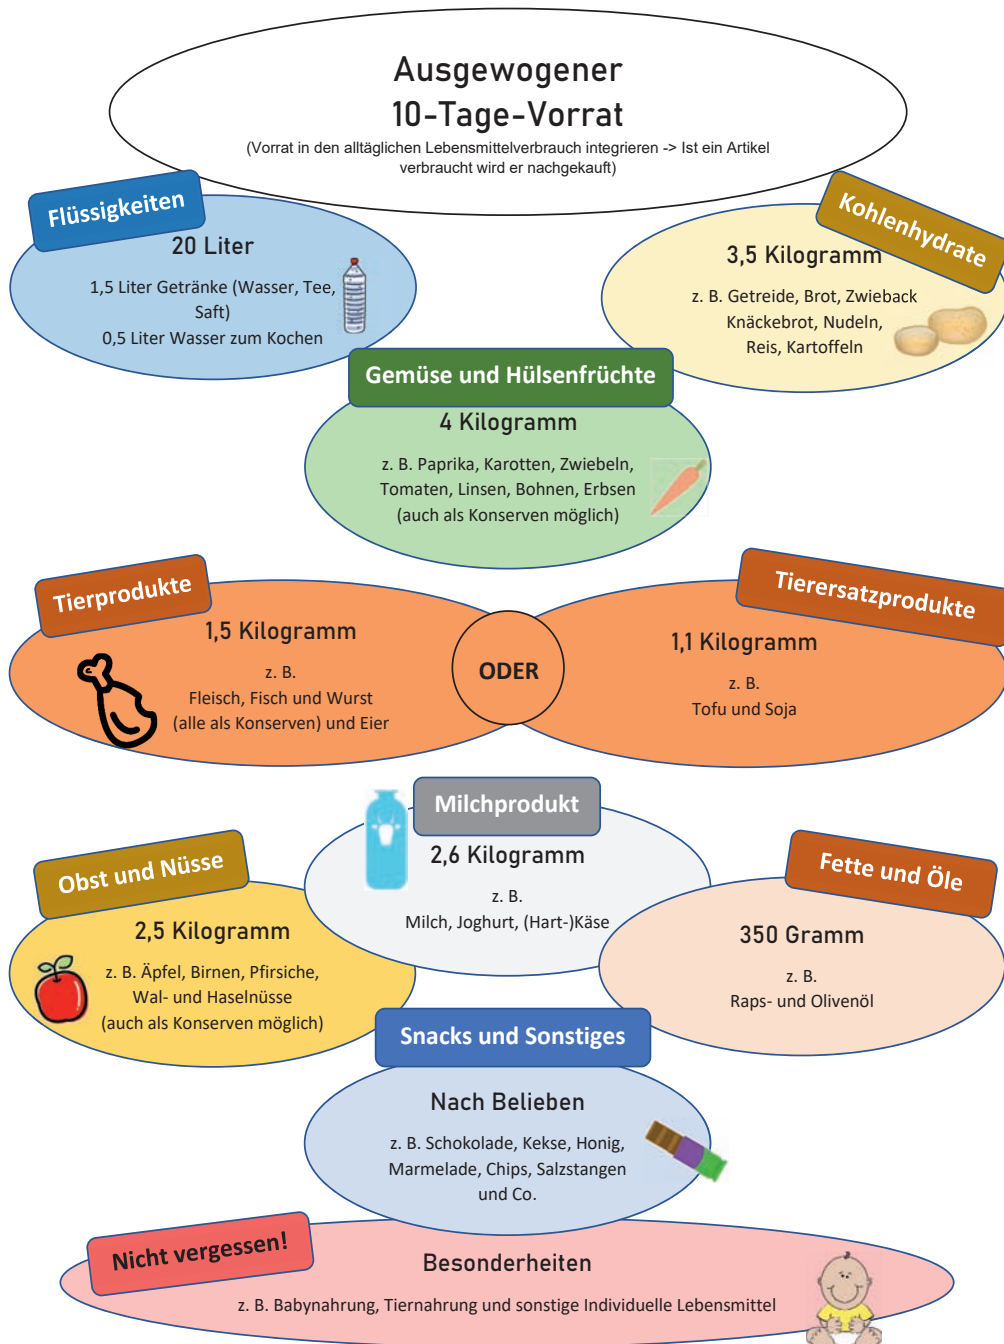 Ausgewogener
10-Tage-Vorrat
(Vorrat in den alltäglichen Lebensmittelverbrauch integrieren -> Ist ein Artikel
verbraucht wird er nachgekauft)
Flüssigkeiten
20 Liter
1,5 Liter Getränke (Wasser, Tee,
Saft)
0,5 Liter Wasser zum Kochen
Kohlenhydrate
3,5 Kilogramm
z. B. Getreide, Brot, Zwieback
Knäckebrot, Nudeln,
Reis, Kartoffeln
Gemüse und Hülsenfrüchte
4 Kilogramm
z. B. Paprika, Karotten, Zwiebeln,
Tomaten, Linsen, Bohnen, Erbsen
(auch als Konserven möglich)
Tierprodukte
1,5 Kilogramm
z. B.
Fleisch, Fisch und Wurst
(alle als Konserven) und Eier
ODER
Tierersatzprodukte
1,1 Kilogramm
z. B.
Tofu und Soja
Milchprodukt
2,6 Kilogramm
z. B.
Milch, Joghurt, (Hart-)Käse
Obst und Nüsse
2,5 Kilogramm
z. B. Äpfel, Birnen, Pfirsiche,
Wal- und Haselnüsse
(auch als Konserven möglich)
Fette und Öle
350 Gramm
z. B.
Raps- und Olivenöl
Snacks und Sonstiges
Nach Belieben
z. B. Schokolade, Kekse, Honig,
Marmelade, Chips, Salzstangen
und Co.
Nicht vergessen!
Besonderheiten
z. B. Babynahrung, Tiernahrung und sonstige Individuelle Lebensmittel